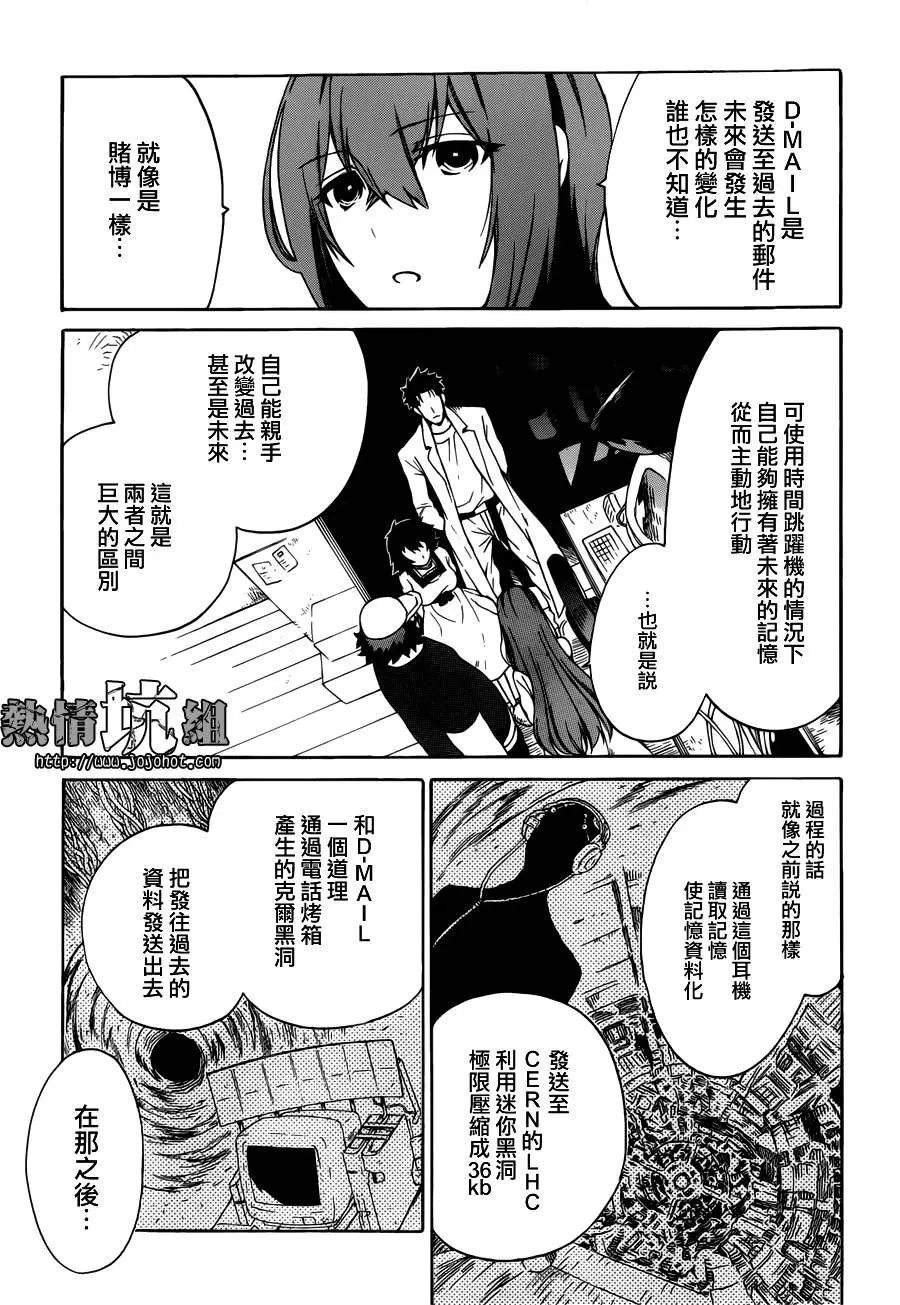 D-MAIL是
發送至過去的郵件
未來會發生
怎樣的變化
誰也不知道…
就像是
賭博一樣…
可使用時間跳躍機的情況下
自己能夠擁有著未來的記憶
從而主動地行動
…也就是說
自己能親手
改變過去…
甚至是未來
這就是
兩者之間
巨大的區別
熱情坑組
http://www.jojohot.com
過程的話
就像之前說的那樣
通過這個耳機
讀取記憶
使記憶資料化
發送至
CERN的LHC
利用迷你黑洞
極限壓縮成36
kb
和D-MAIL
一個道理
通過電話烤箱
產生的克爾黑洞
把發往過去的
資料發送出去
在那之後…